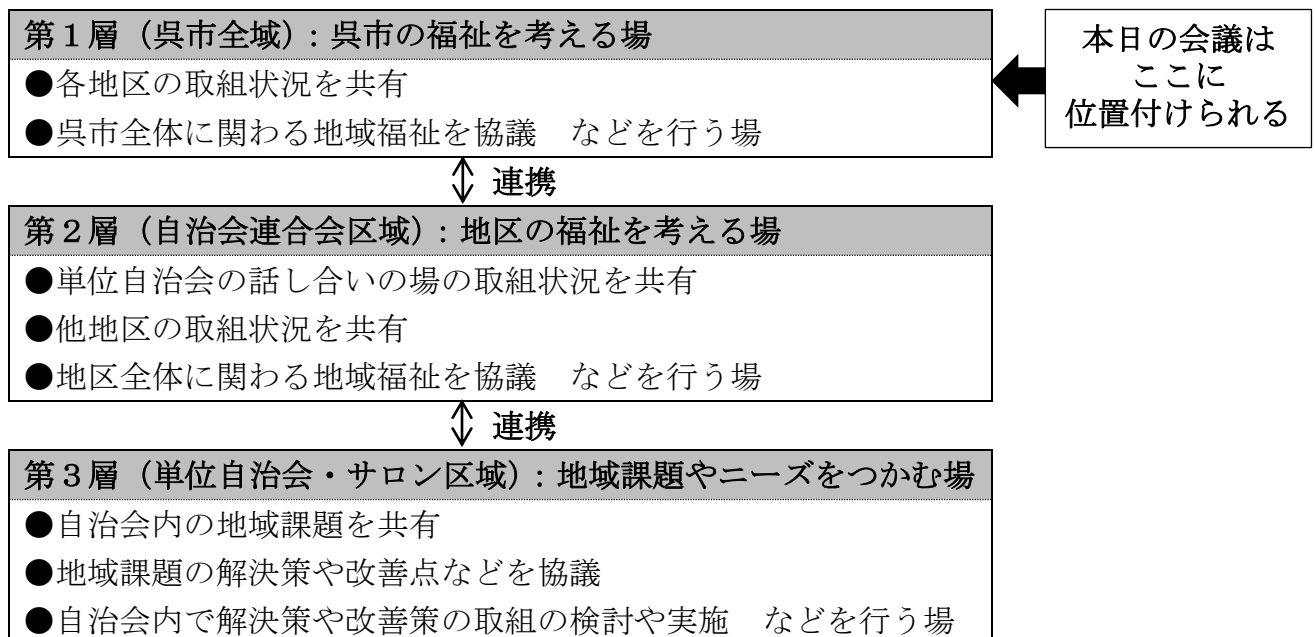 第１層（呉市全域）：呉市の福祉を考える場
●各地区の取組状況を共有
●呉市全体に関わる地域福祉を協議　などを行う場
本日の会議は
ここに
位置付けられる
連携
第２層（自治会連合会区域）：地区の福祉を考える場
●単位自治会の話し合いの場の取組状況を共有
●他地区の取組状況を共有
●地区全体に関わる地域福祉を協議　などを行う場
連携
第３層（単位自治会・サロン区域）：地域課題やニーズをつかむ場
●自治会内の地域課題を共有
●地域課題の解決策や改善点などを協議
●自治会内で解決策や改善策の取組の検討や実施　などを行う場